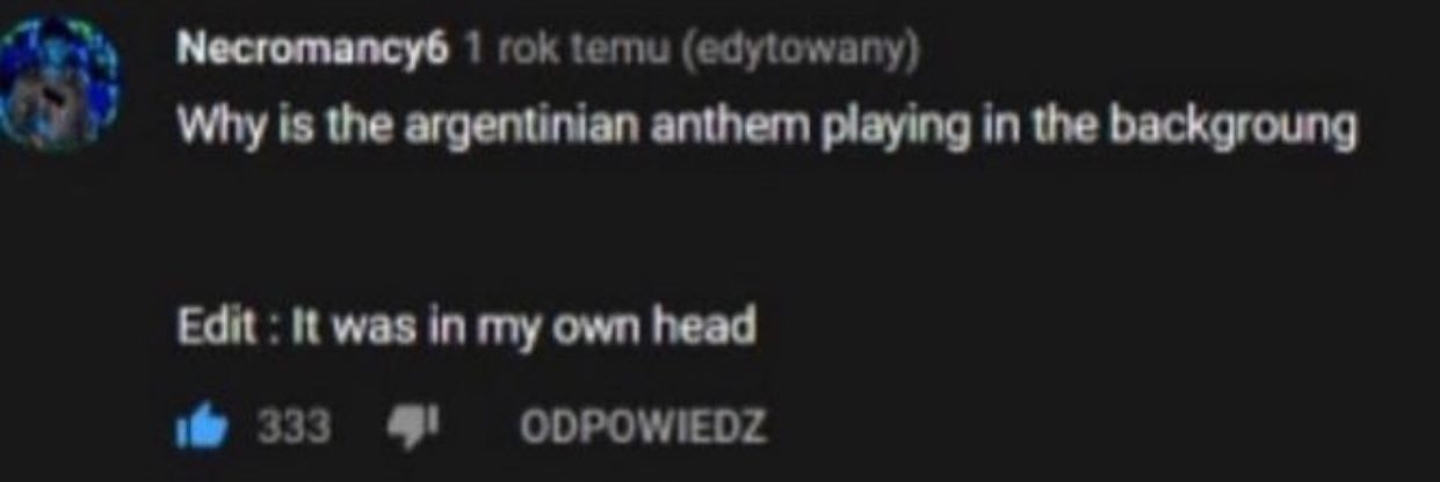 Necromancy6 1 rok temu (edytowany)
Why is the argentinian anthem playing in the backgroung
Edit : It was in my own head
333 ODPOWIEDZ